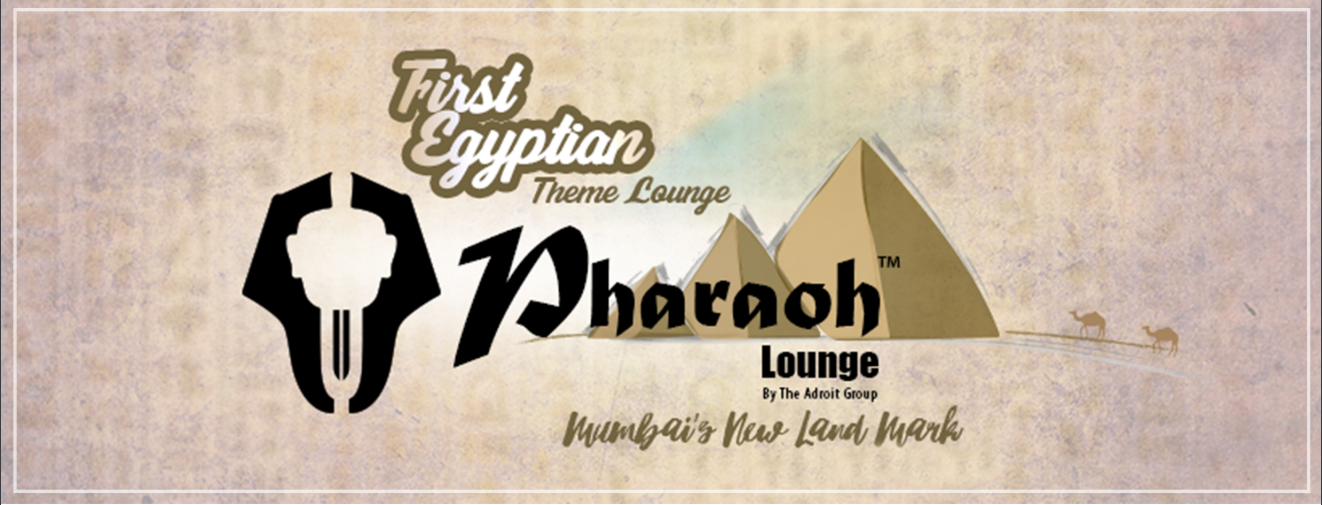 First
Egyptian
Theme Lounge
Pharaoh™
Lounge
By The Adroit Group
Mumbai's New Land Mark